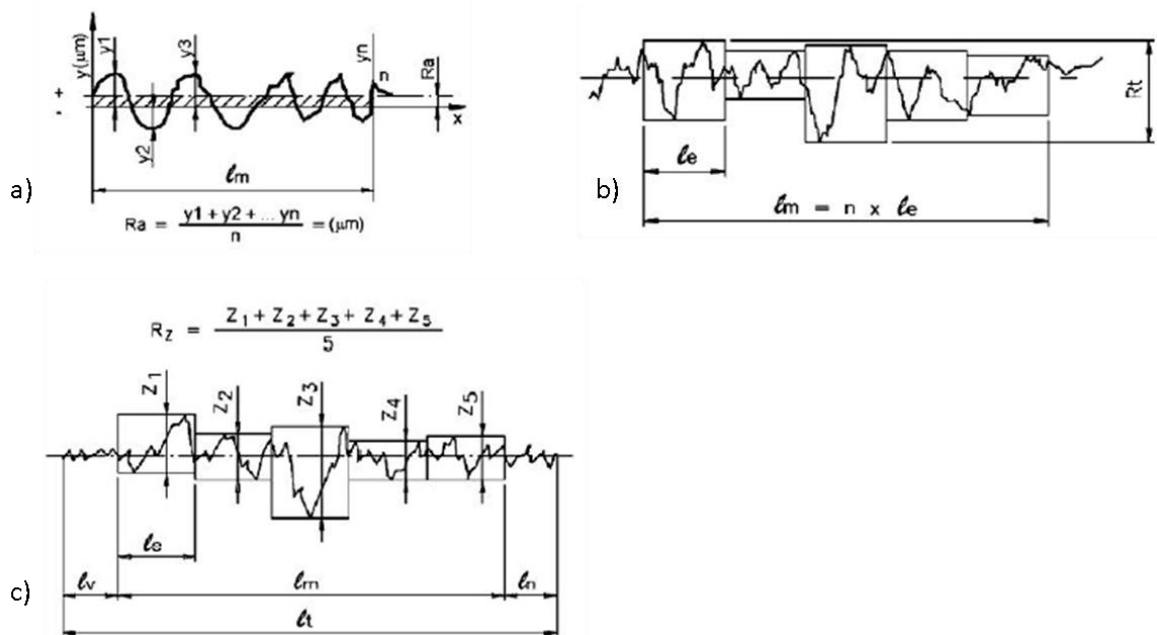 a)
y(μm)
y1
y3
yn
n
Ra
+
-
x
y2
ℓm
Ra = y1 + y2 + ... yn / n = (μm)
b)
Rt
ℓe
ℓm = n x ℓe
c)
RZ = Z1 + Z2 + Z3 + Z4 + Z5 / 5
Z1
Z2
Z3
Z4
Z5
ℓe
ℓv
ℓm
ℓn
ℓt